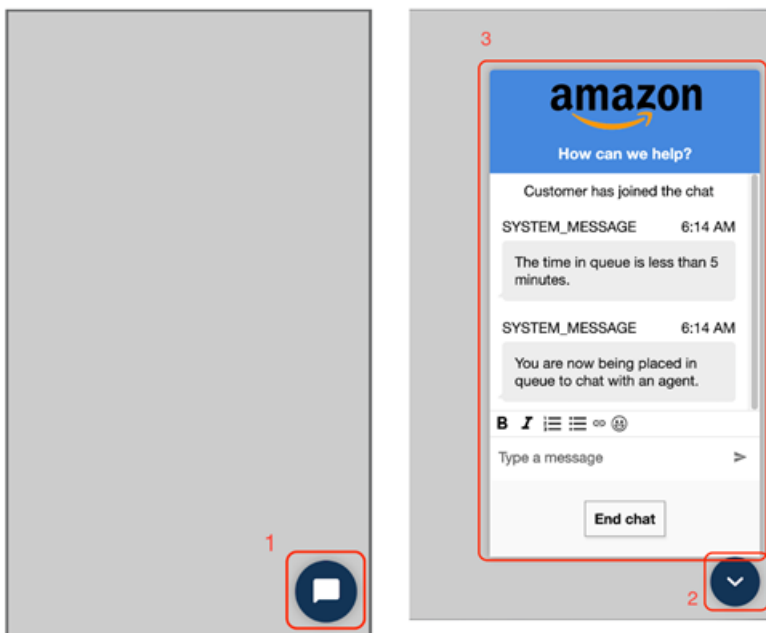 1
3
amazon
How can we help?
Customer has joined the chat
SYSTEM_MESSAGE 6:14 AM
The time in queue is less than 5
minutes.
SYSTEM_MESSAGE 6:14 AM
You are now being placed in
queue to chat with an agent.
B I
Type a message
End chat
2